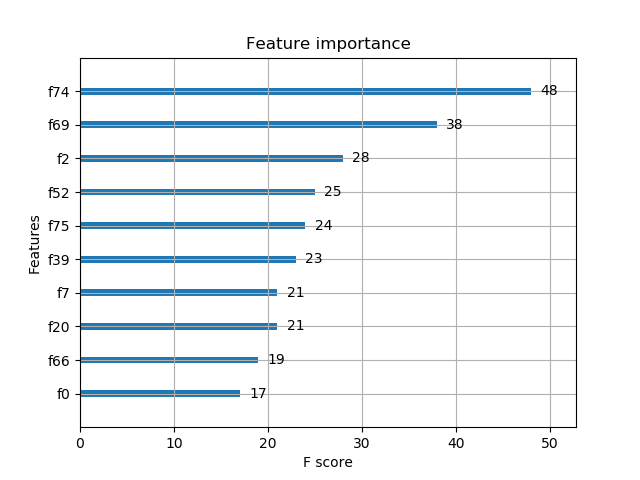 Feature importance
f74 48
f69 38
f2 28
f52 25
f75 24
f39 23
f7 21
f20 21
f66 19
f0 17
0 10 20 30 40 50
F score
Features